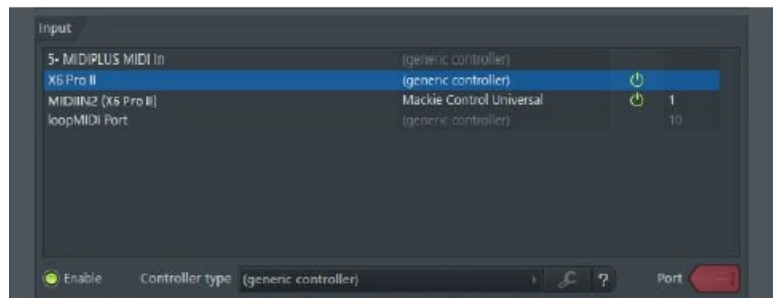 Input
5- MIDIPLUS MIDI In (generic controller)
X6 Pro II (generic controller)
MIDIIN2 (X6 Pro II) Mackie Control Universal 1
loopMIDI Port (generic controller) 10
Enable Controller type (generic controller) ? Port